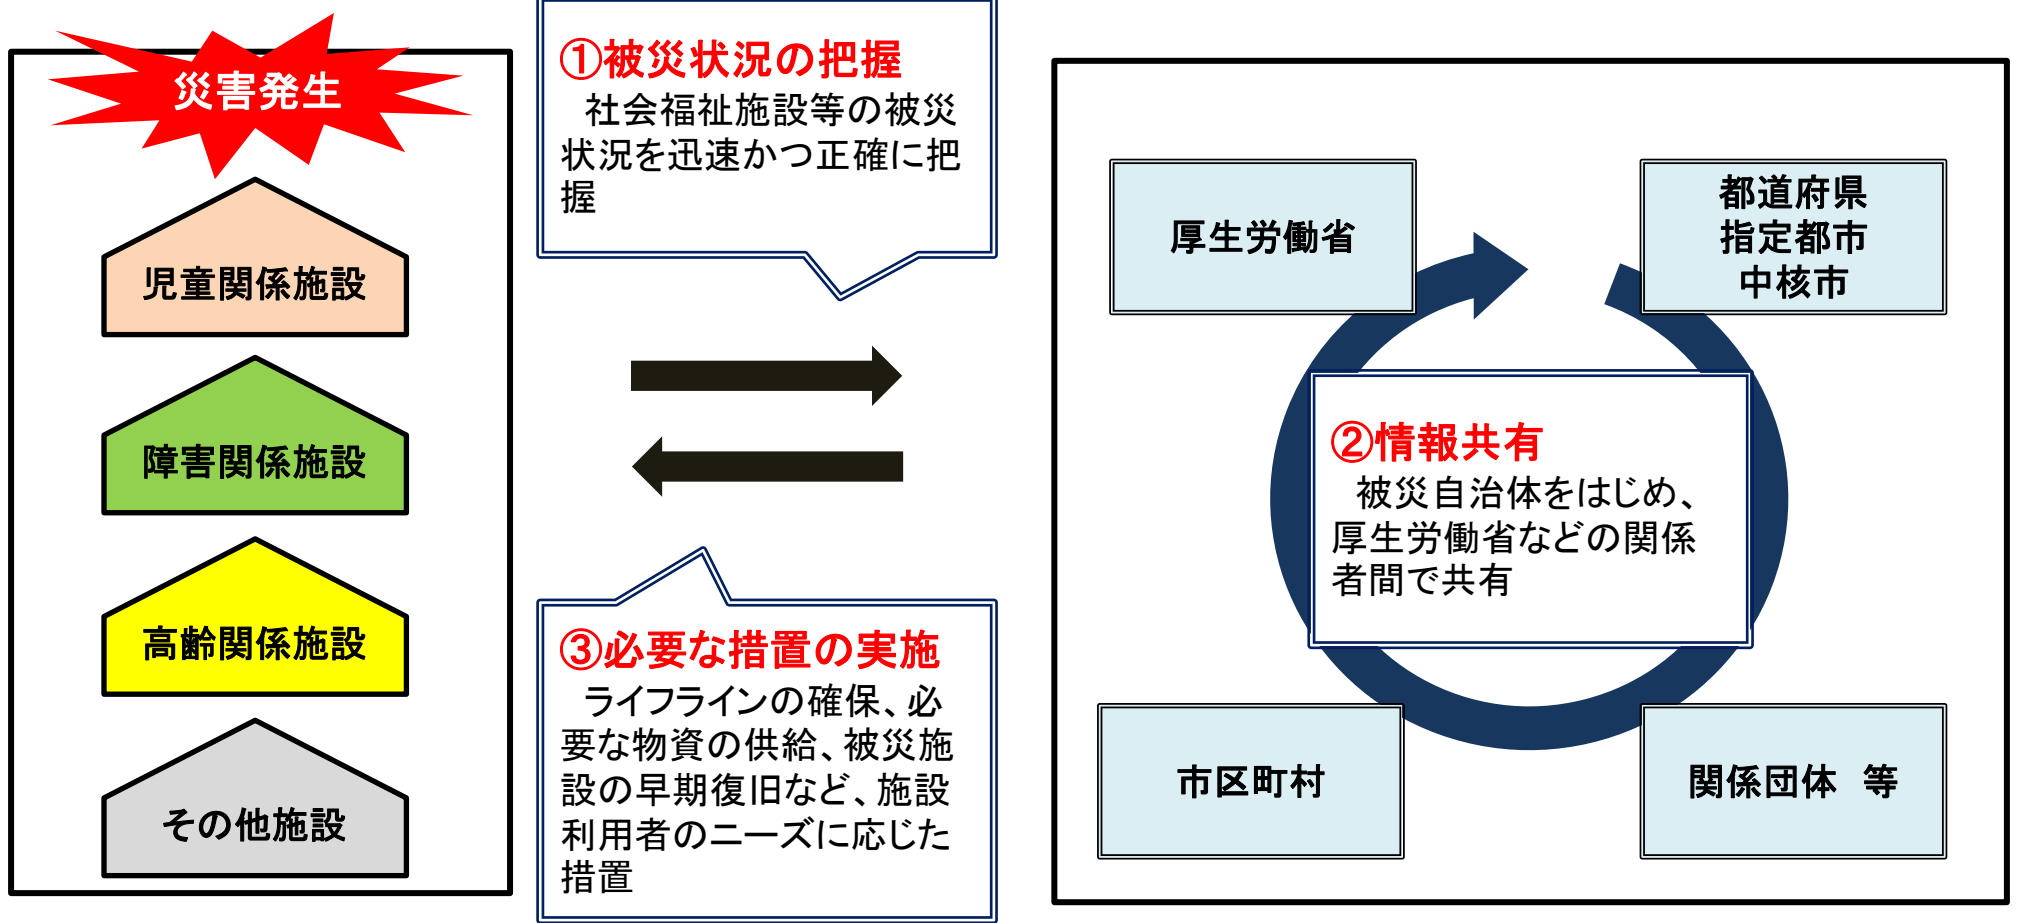 災害発生
児童関係施設
障害関係施設
高齢関係施設
その他施設
①被災状況の把握
社会福祉施設等の被災
状況を迅速かつ正確に把
握
③必要な措置の実施
ライフラインの確保、必
要な物資の供給、被災施
設の早期復旧など、施設
利用者のニーズに応じた
措置
厚生労働省
都道府県
指定都市
中核市
②情報共有
被災自治体をはじめ、
厚生労働省などの関係
者間で共有
市区町村
関係団体　等